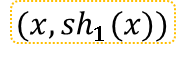 (x, sh₁(x))